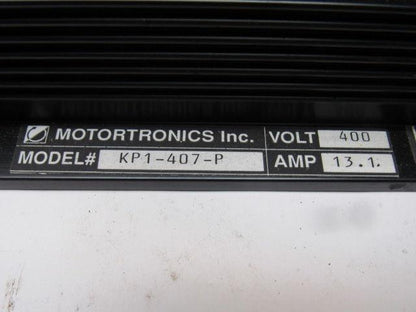 MOTORTRONICS Inc. VOLT 400
MODEL# KP1-407-P AMP 13.1.